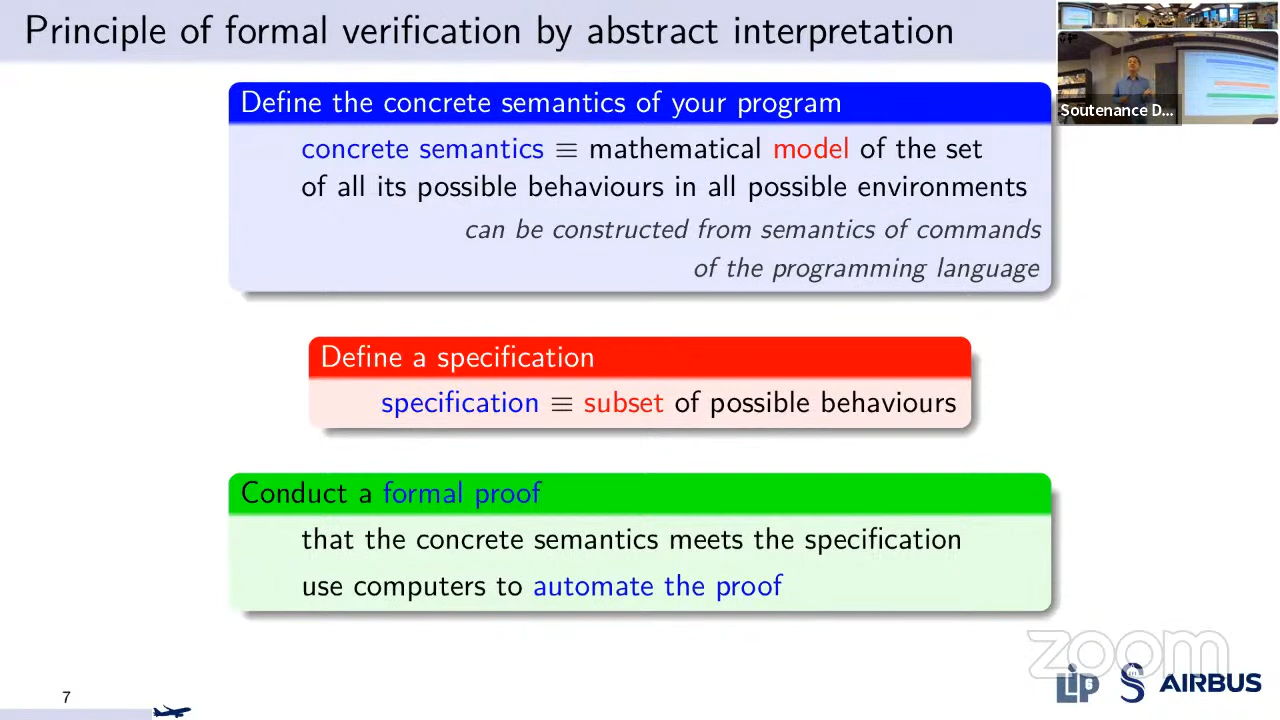 Principle of formal verification by abstract interpretation
Soutenance D...
Define the concrete semantics of your program
concrete semantics ≡ mathematical model of the set
of all its possible behaviours in all possible environments
can be constructed from semantics of commands
of the programming language
Define a specification
specification ≡ subset of possible behaviours
Conduct a formal proof
that the concrete semantics meets the specification
use computers to automate the proof
zoom
LIP6 S AIRBUS
7